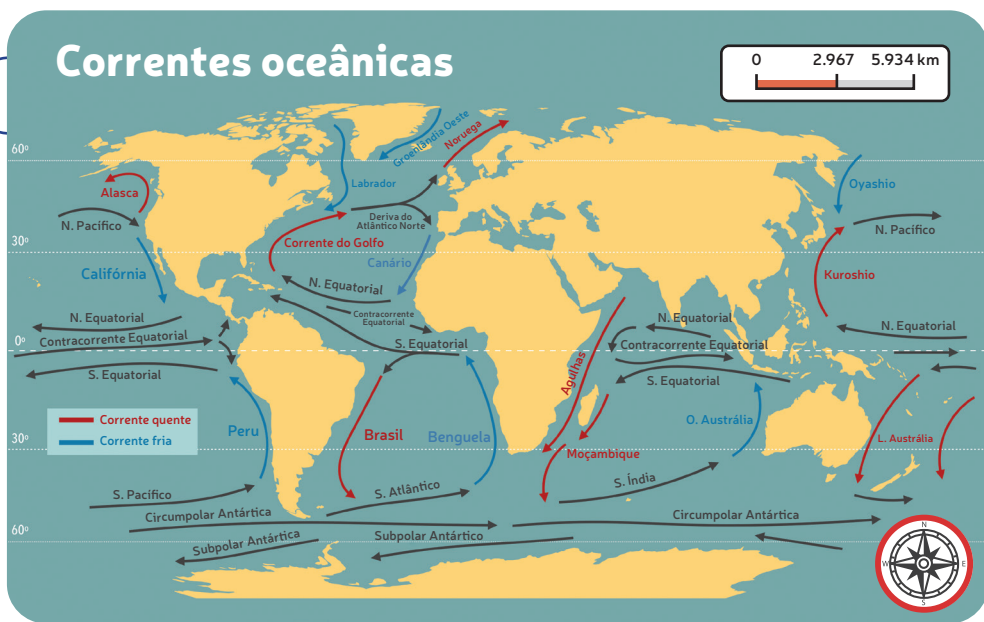 Correntes oceânicas
0 2.967 5.934 km
60º
30º
0º
30º
60º
Groenlândia Oeste
Noruega
Labrador
Alasca
Oyashio
N. Pacífico
Deriva do
Atlântico Norte
N. Pacífico
Corrente do Golfo
Canário
Califórnia
Kuroshio
N. Equatorial
Contracorrente
Equatorial
N. Equatorial
N. Equatorial
N. Equatorial
Contracorrente Equatorial
S. Equatorial
Contracorrente Equatorial
S. Equatorial
S. Equatorial
Agulhas
Corrente quente
Corrente fria
Peru
Brasil
Benguela
O. Austrália
L. Austrália
Moçambique
S. Pacífico
S. Atlântico
S. Índia
Circumpolar Antártica
Circumpolar Antártica
Subpolar Antártica
Subpolar Antártico
N
W E
S